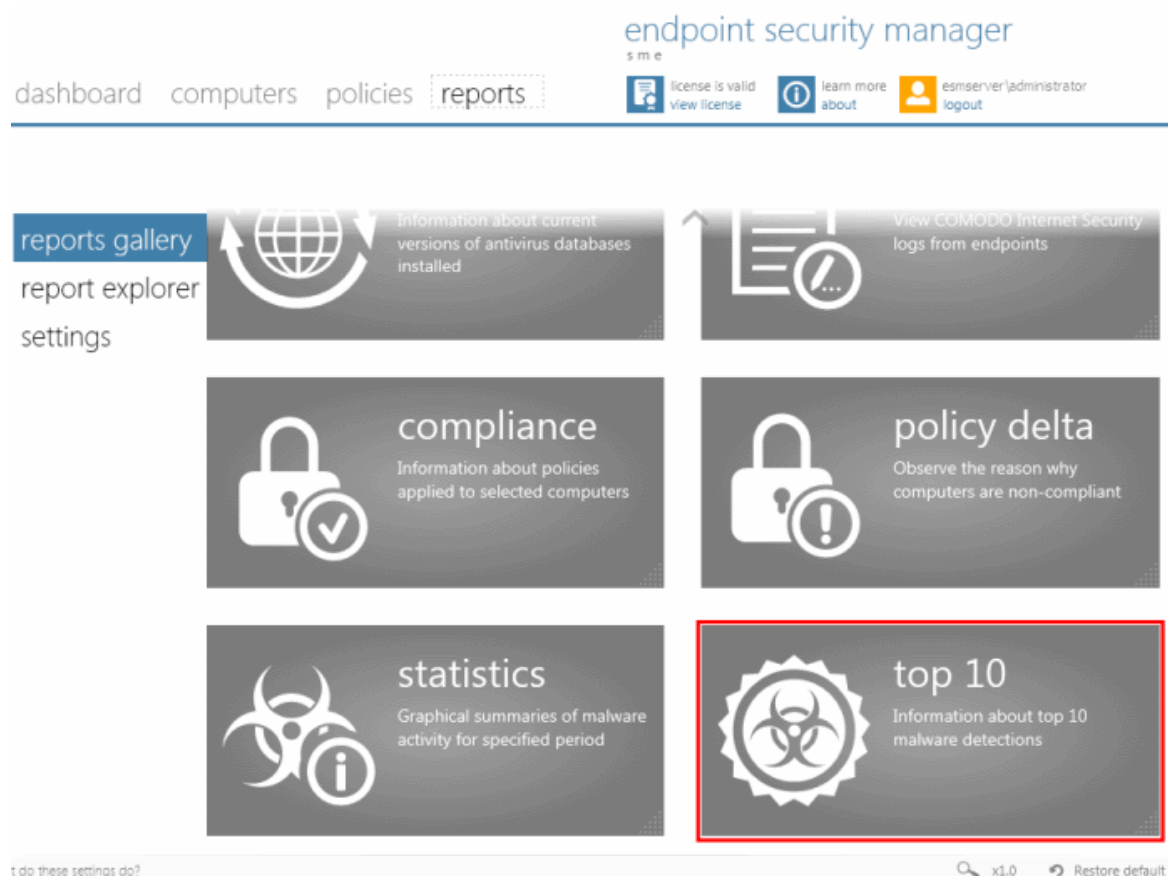 endpoint security manager
sme
dashboard computers policies reports
license is valid
view license
learn more
about
esmserver\administrator
logout
reports gallery
report explorer
settings
Information about current
versions of antivirus databases
installed
View COMODO Internet Security
logs from endpoints
compliance
Information about policies
applied to selected computers
policy delta
Observe the reason why
computers are non-compliant
statistics
Graphical summaries of malware
activity for specified period
top 10
Information about top 10
malware detections
t do these settings do?
x1.0
Restore default